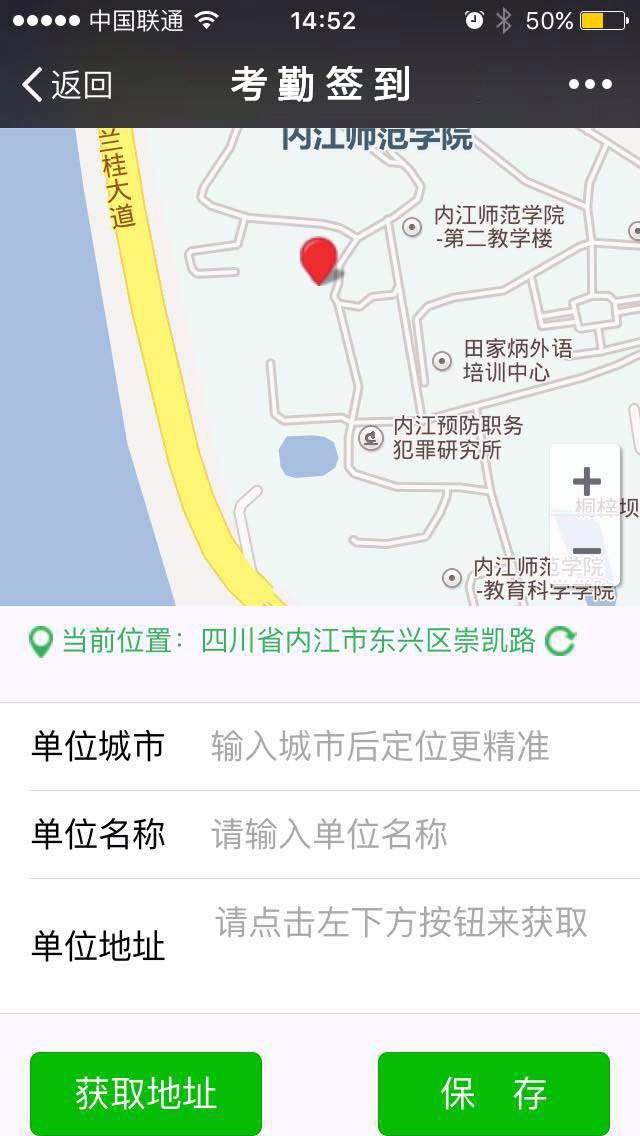 中国联通 14:52 50%
返回 考勤签到
内江师范学院
兰桂大道
内江师范学院
-第二教学楼
田家炳外语
培训中心
内江预防职务
犯罪研究所
桐梓坝
内江师范学院
-教育科学学院
当前位置：四川省内江市东兴区崇凯路
单位城市 输入城市后定位更精准
单位名称 请输入单位名称
单位地址 请点击左下方按钮来获取
获取地址 保 存